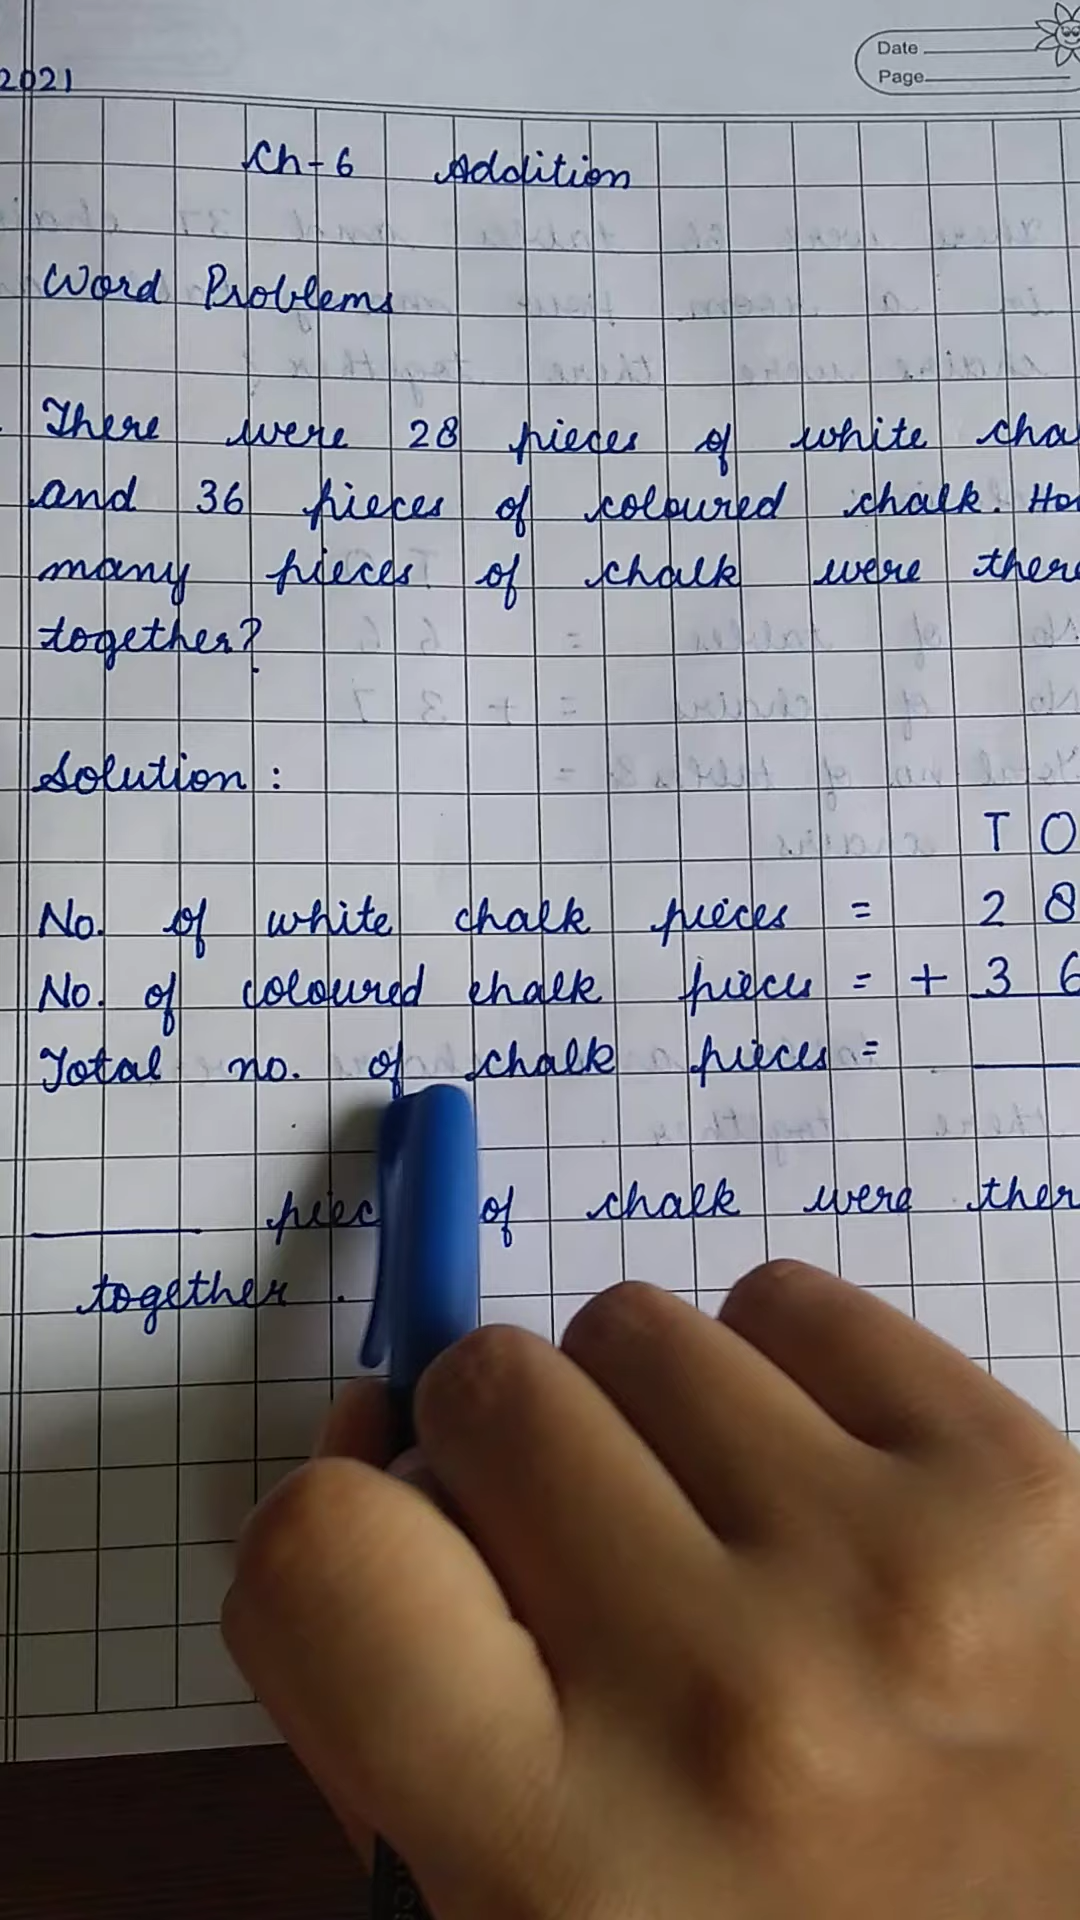 Date
Page
2021
Ch-6 Addition
Word Problems
There were 28 pieces of white cha
and 36 pieces of coloured chalk. Ho
many pieces of chalk were there
together?
Solution :
T O
No. of white chalk pieces = 2 8
No. of coloured chalk pieces = + 3 6
Total no. of chalk pieces =
piec of chalk were ther
together .